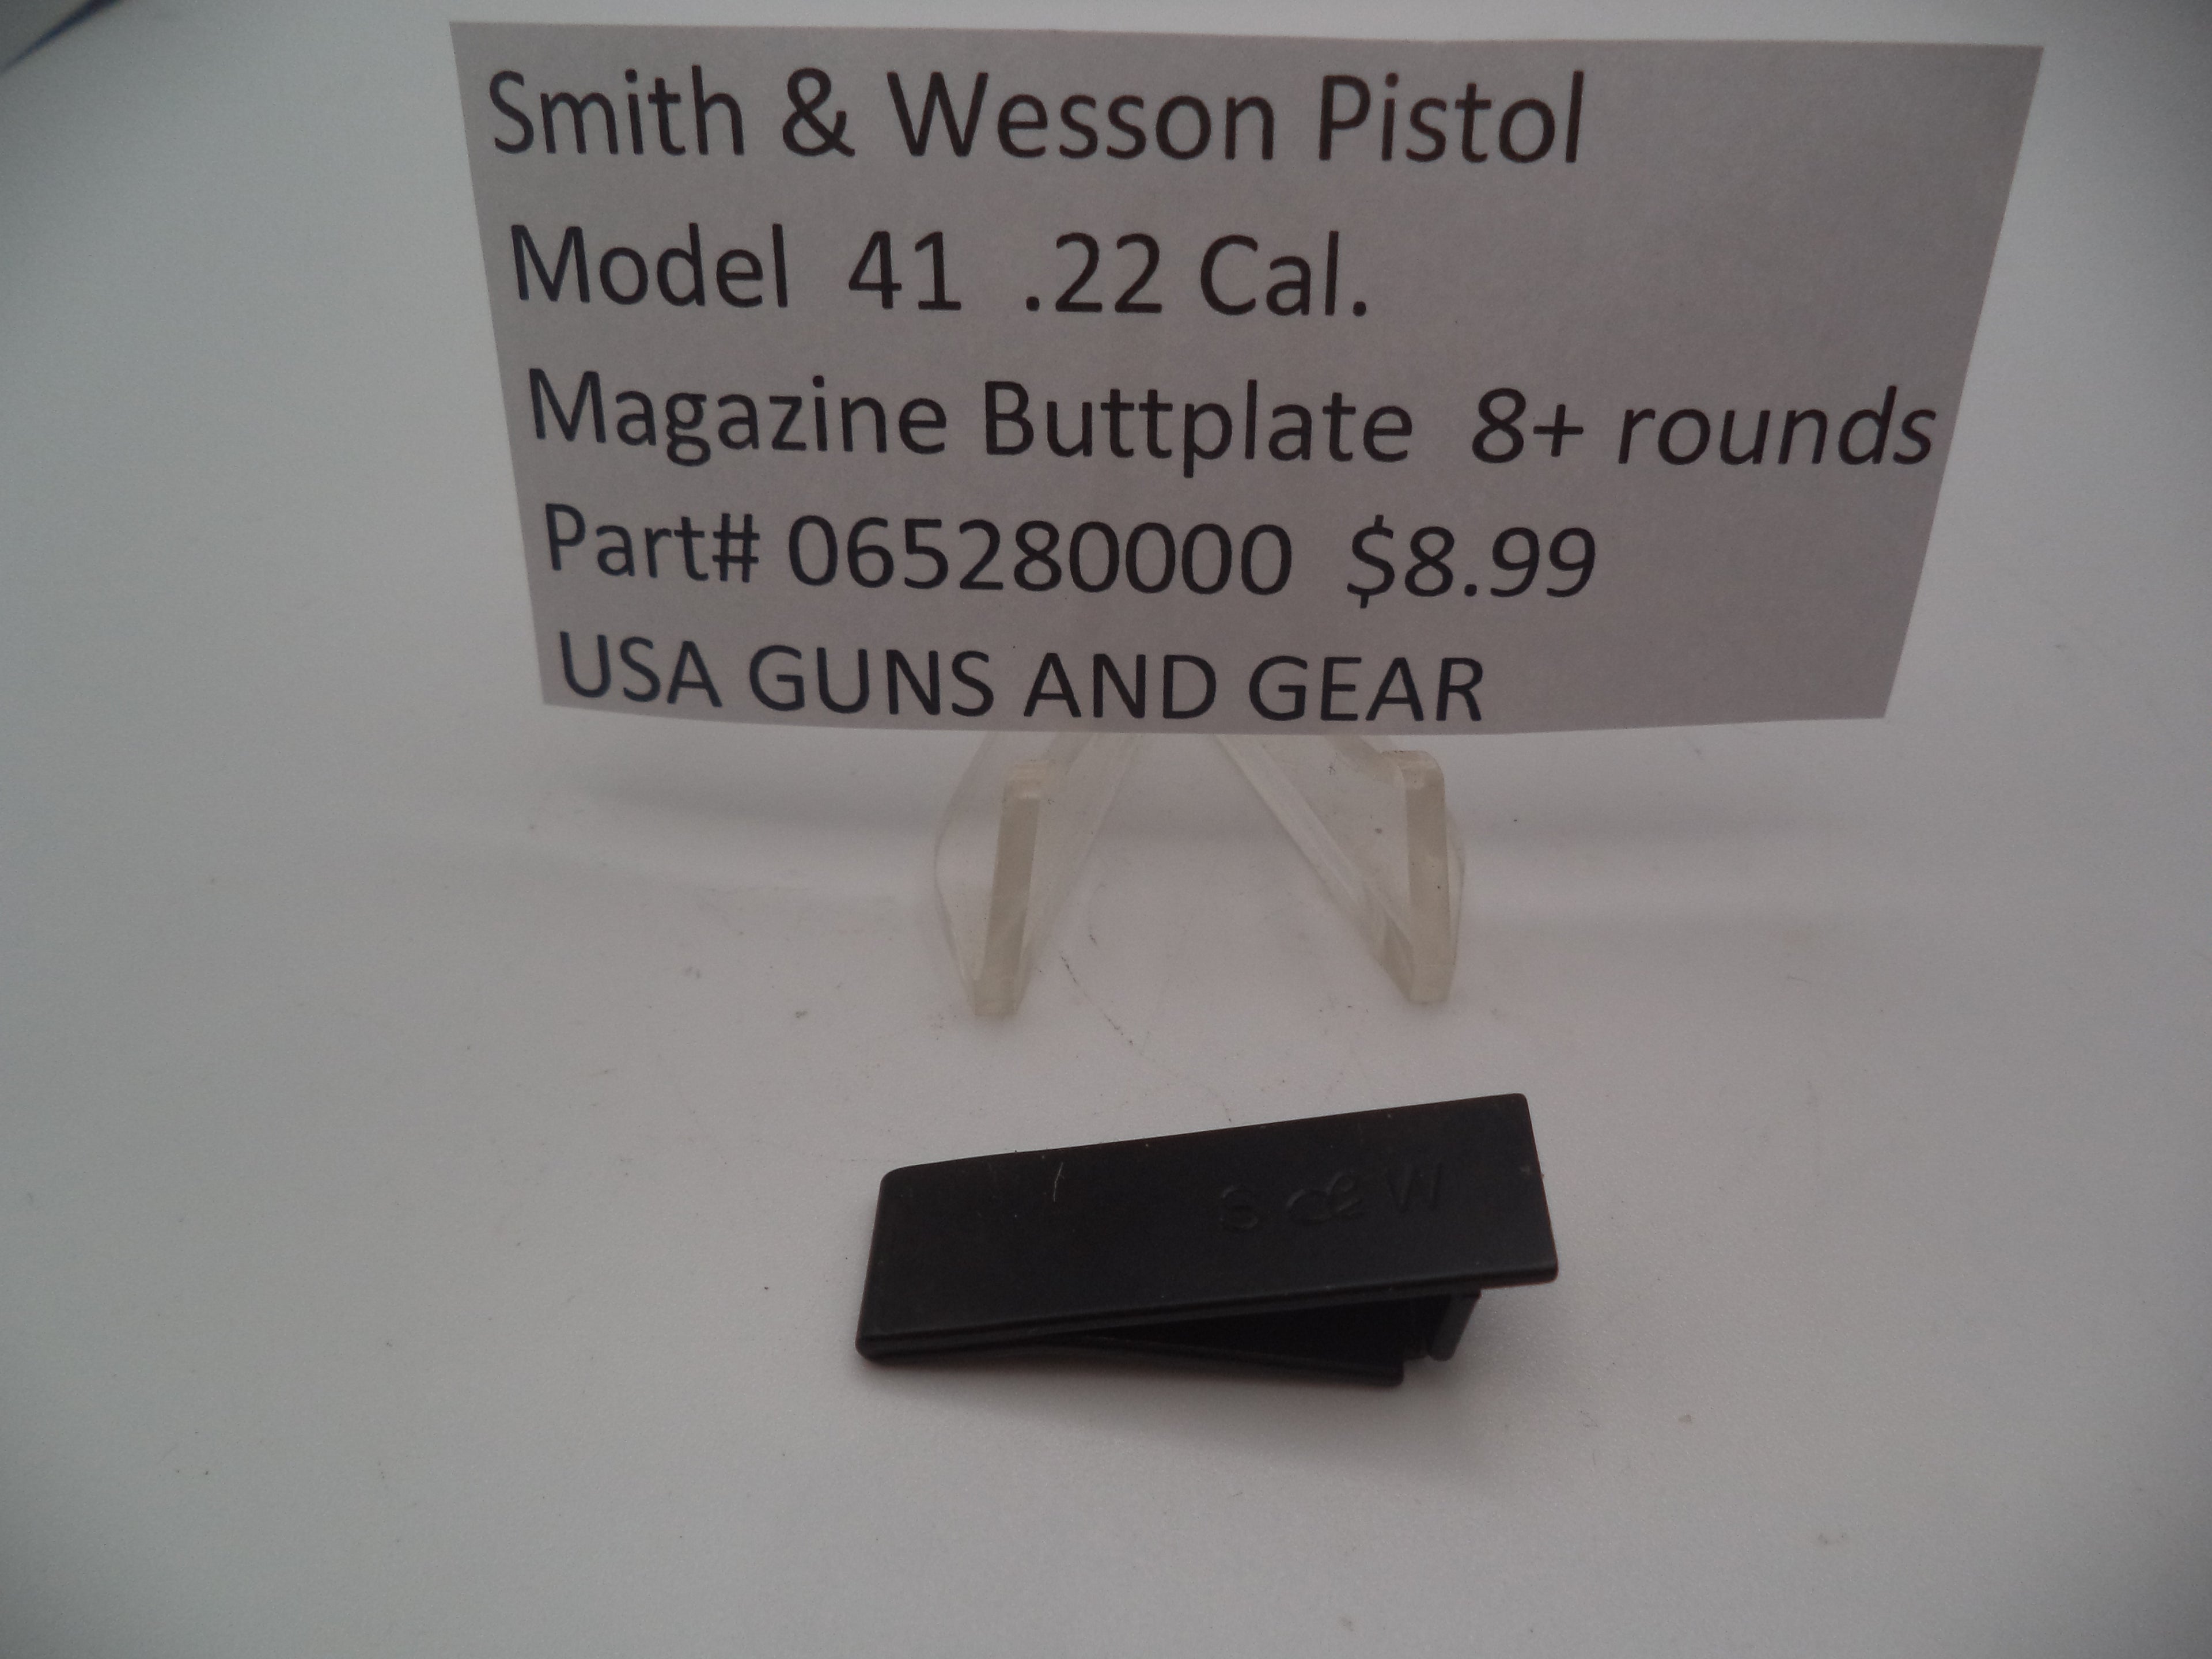 Smith & Wesson Pistol
Model 41 .22 Cal.
Magazine Buttplate 8+ rounds
Part# 065280000 $8.99
USA GUNS AND GEAR
S & W